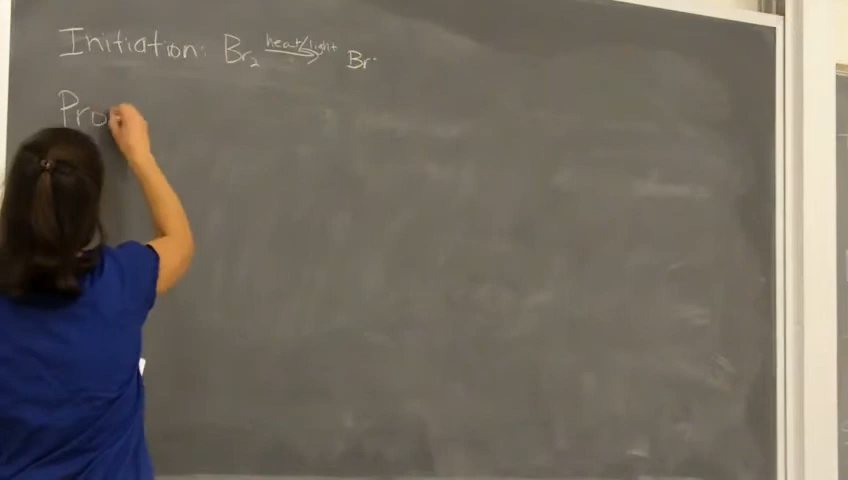 Initiation: Br₂ heat/light → Br·
Pro